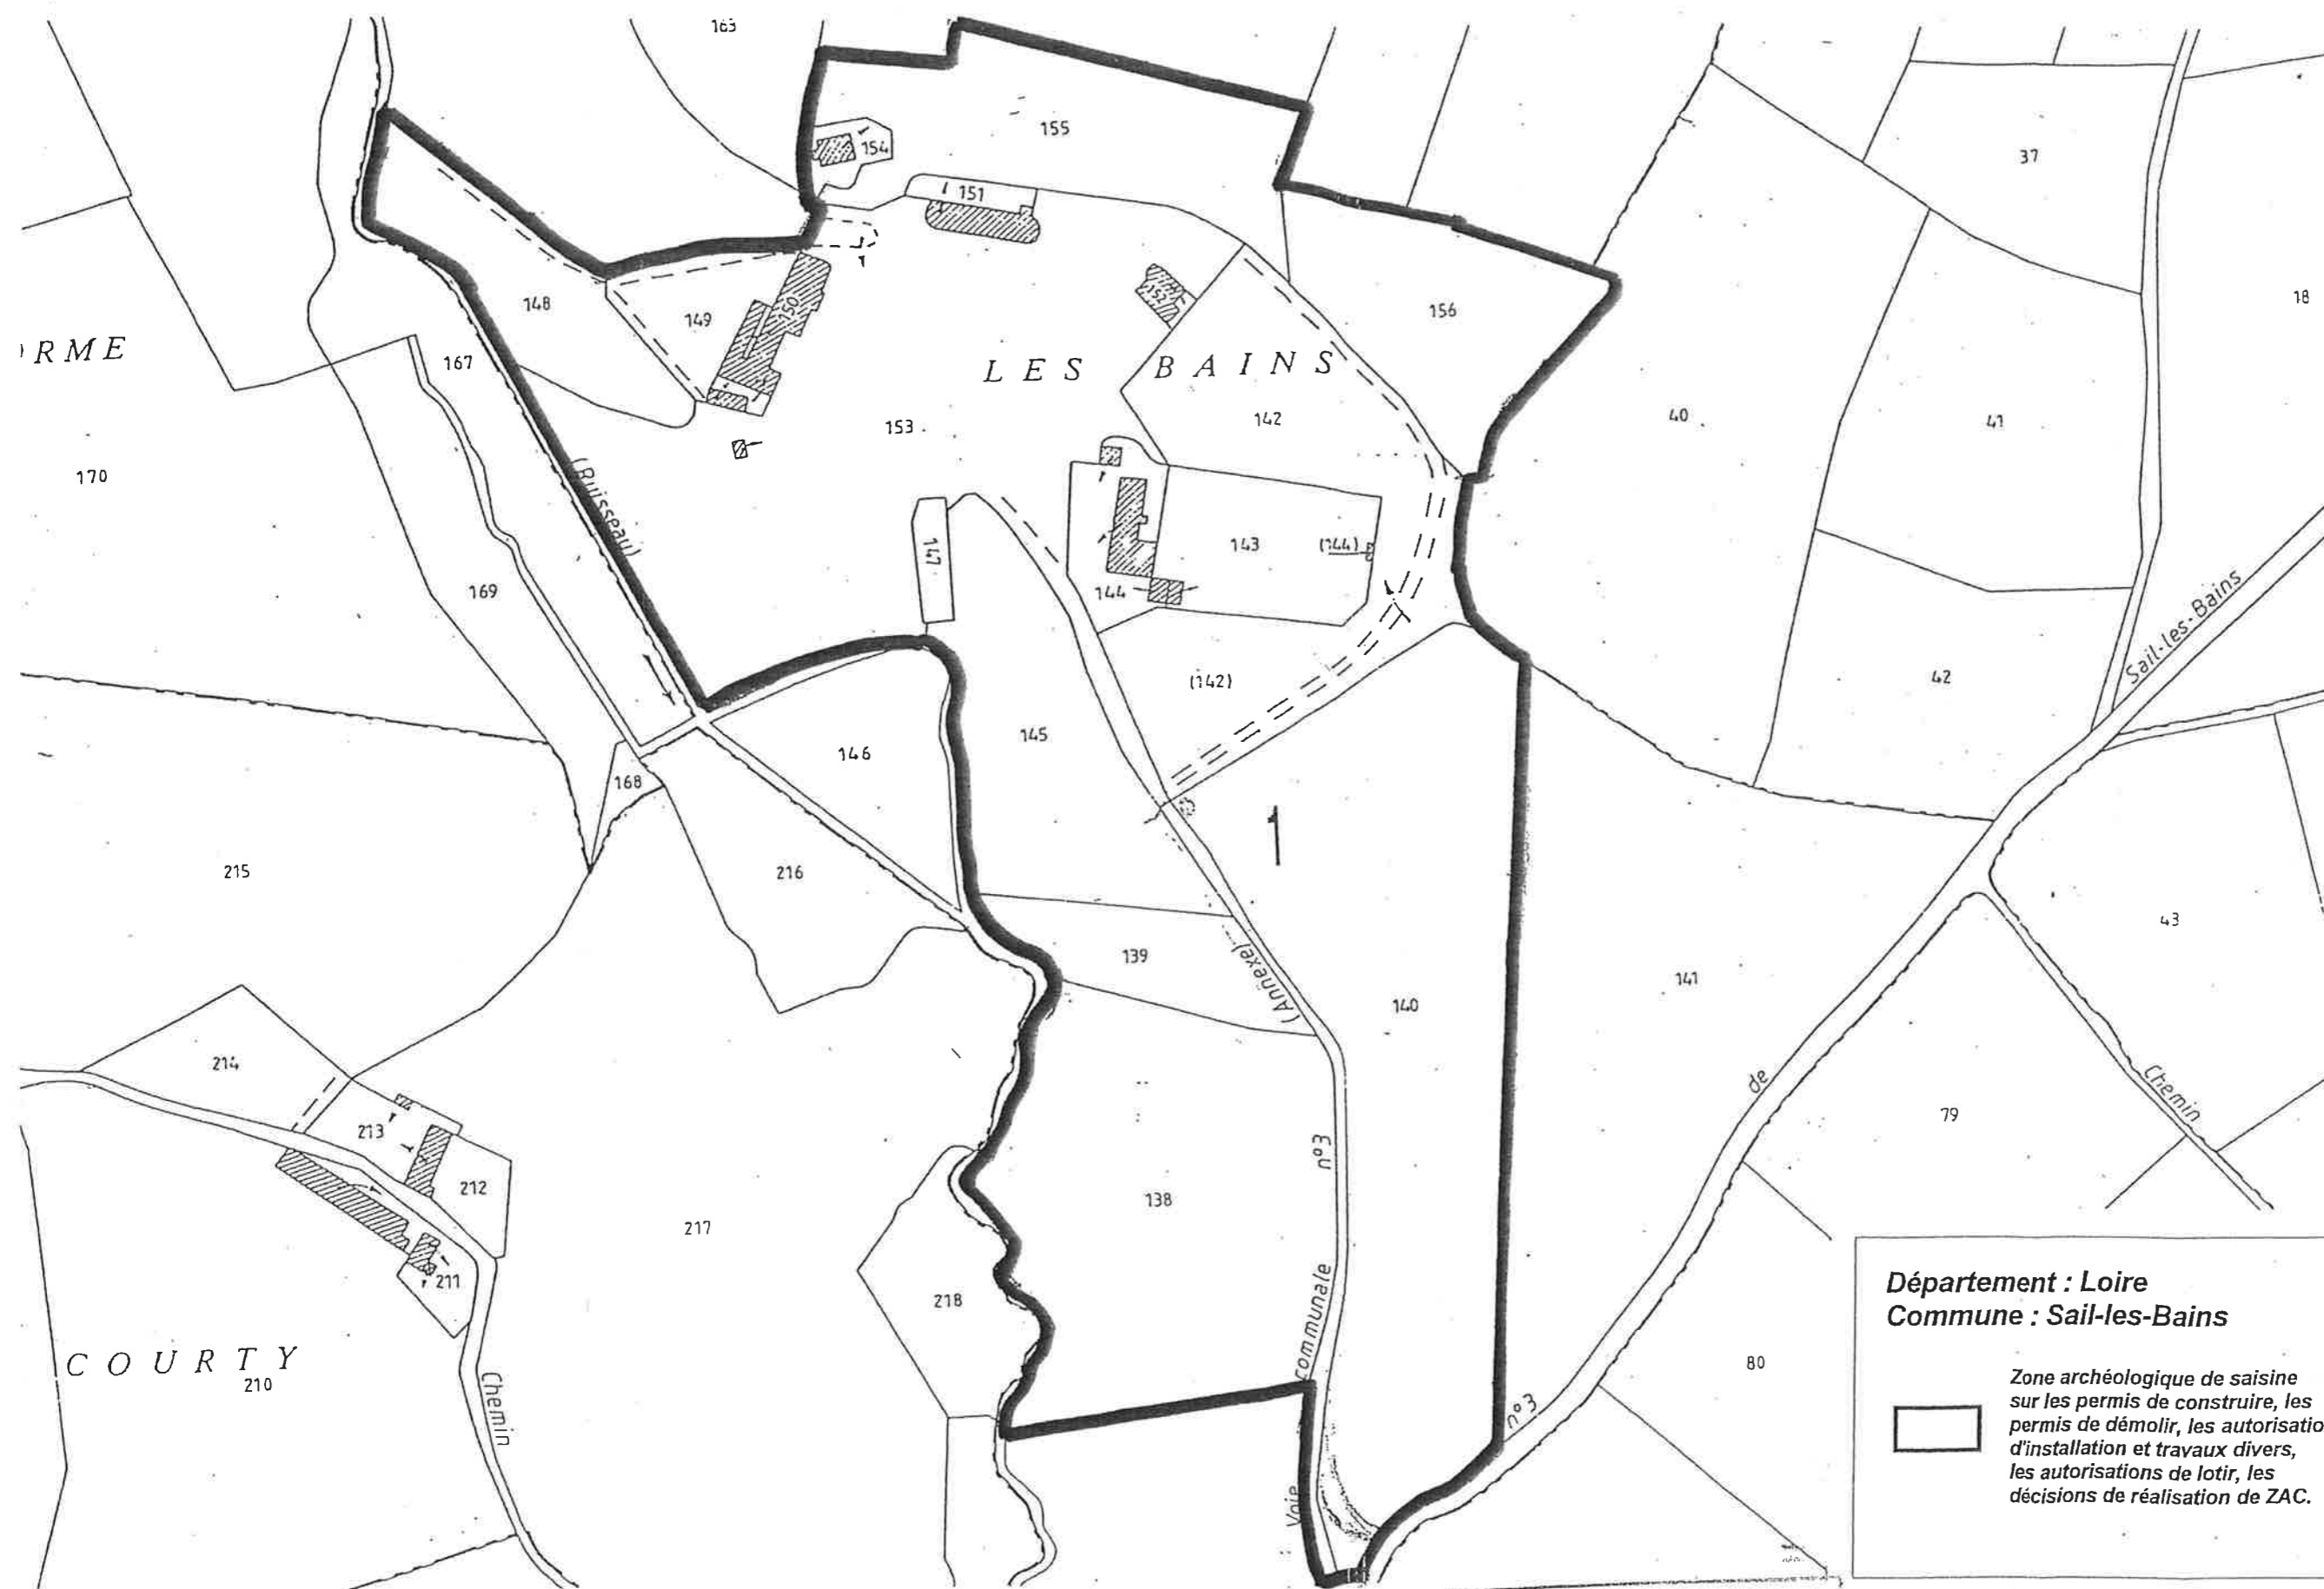 163
155
154
151
37
18
148
149
150
152
156
RME
167
LES BAINS
153
142
40
41
170
(Ruisseau)
147
143
(144)
144
169
Sail-les-Bains
(142)
42
145
146
168
1
215
216
43
139
(Annexe)
140
141
214
de
Chemin
79
213
nº3
212
138
217
211
218
communale
COURTY
210
Chemin
80
nº3
Voie
Département : Loire
Commune : Sail-les-Bains
Zone archéologique de saisine
sur les permis de construire, les
permis de démolir, les autorisatio
d'installation et travaux divers,
les autorisations de lotir, les
décisions de réalisation de ZAC.